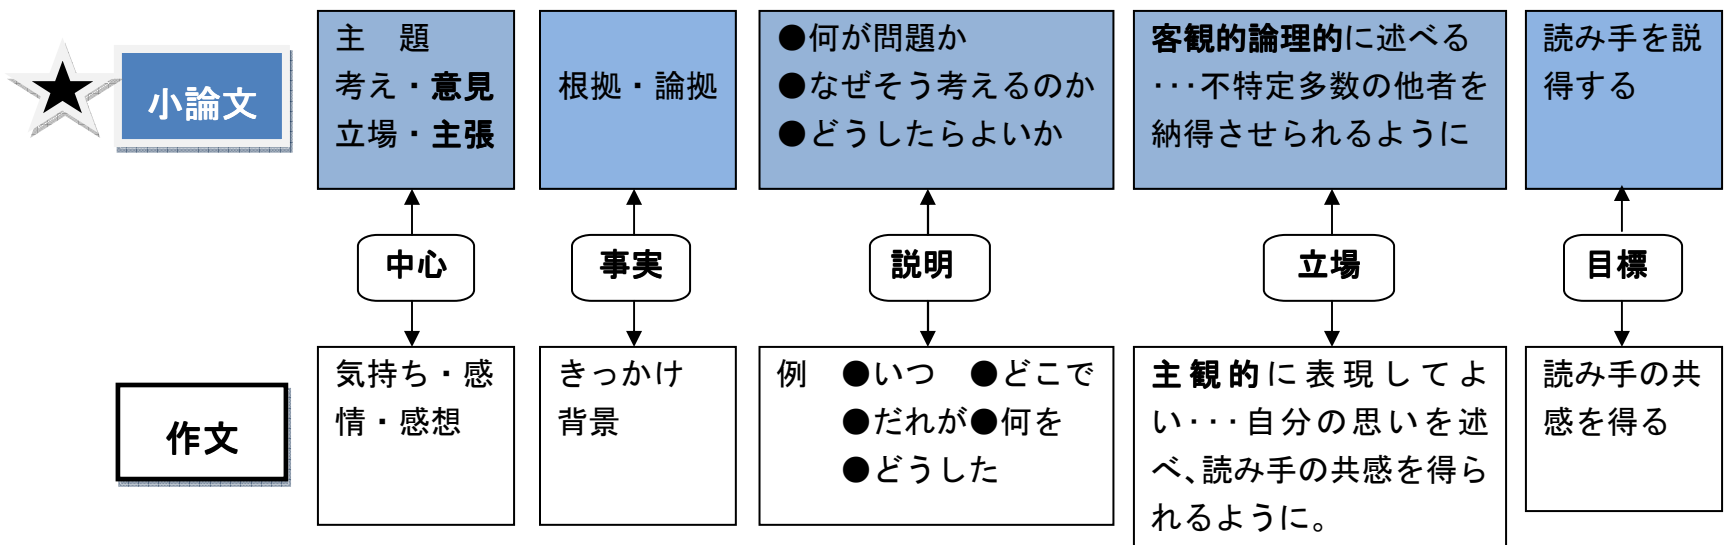 小論文
主　題
考え・意見
立場・主張
根拠・論拠
●何が問題か
●なぜそう考えるのか
●どうしたらよいか
客観的論理的に述べる
・・・不特定多数の他者を
納得させられるように
読み手を説
得する
中心
事実
説明
立場
目標
作文
気持ち・感
情・感想
きっかけ
背景
例　●いつ　●どこで
●だれが●何を
●どうした
主観的に表現してよ
い・・・自分の思いを述
べ、読み手の共感を得ら
れるように。
読み手の共
感を得る